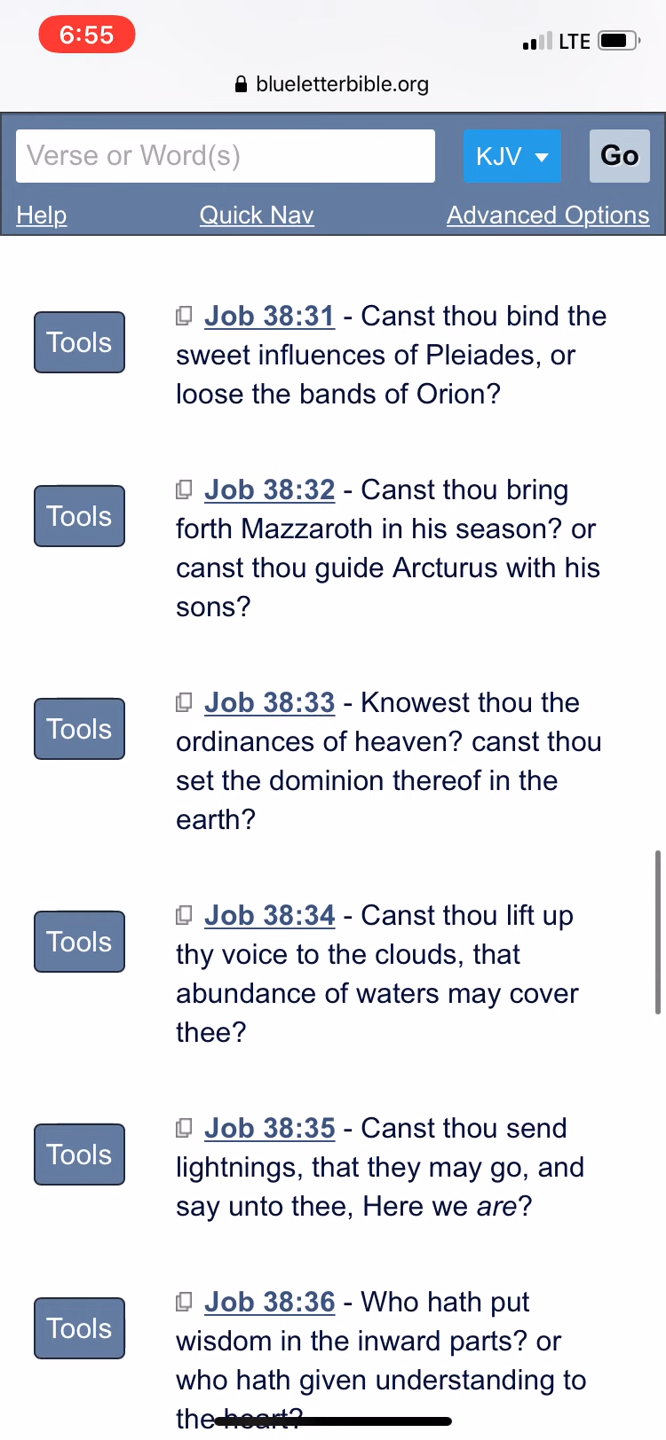 6:55
LTE
blueletterbible.org
Verse or Word(s)
KJV
Go
Help
Quick Nav
Advanced Options
Tools
Job 38:31 - Canst thou bind the
sweet influences of Pleiades, or
loose the bands of Orion?
Tools
Job 38:32 - Canst thou bring
forth Mazzaroth in his season? or
canst thou guide Arcturus with his
sons?
Tools
Job 38:33 - Knowest thou the
ordinances of heaven? canst thou
set the dominion thereof in the
earth?
Tools
Job 38:34 - Canst thou lift up
thy voice to the clouds, that
abundance of waters may cover
thee?
Tools
Job 38:35 - Canst thou send
lightnings, that they may go, and
say unto thee, Here we are?
Tools
Job 38:36 - Who hath put
wisdom in the inward parts? or
who hath given understanding to
the heart?